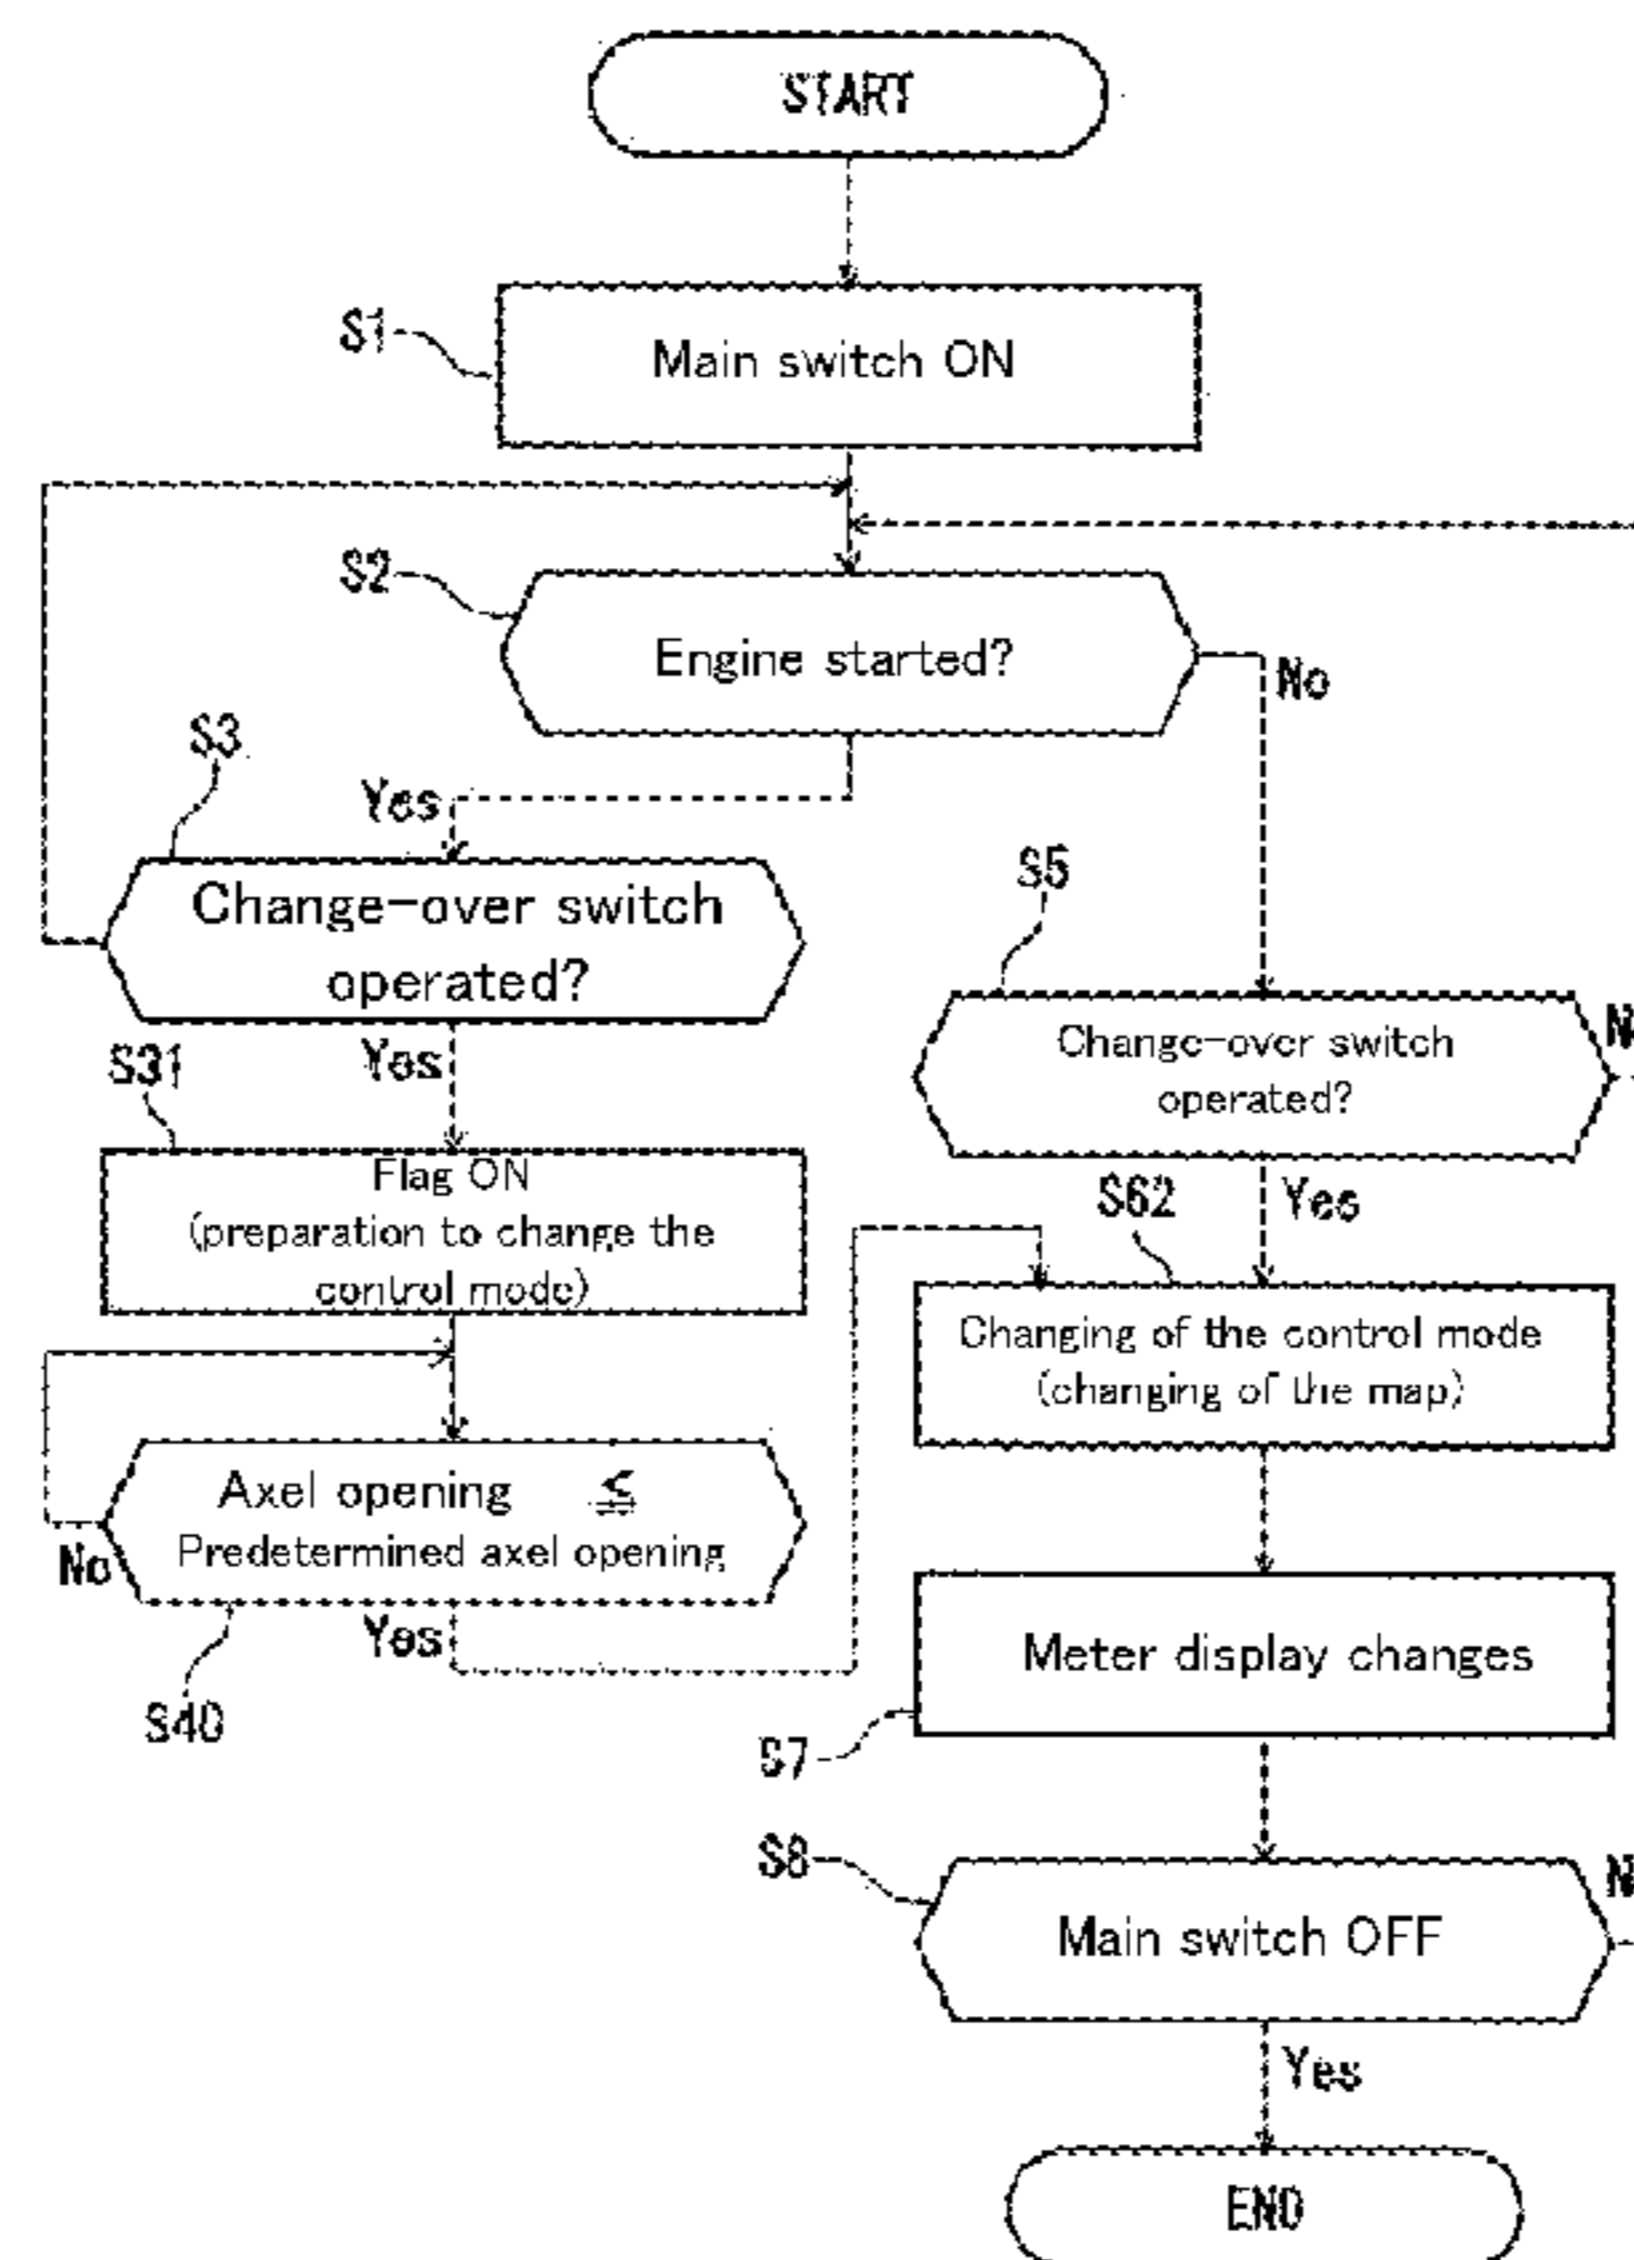 START
S1
Main switch ON
S2
Engine started?
No
S3
Yes
Change-over switch
operated?
S5
Change-over switch
operated?
S31
Yes
Flag ON
(preparation to change the
control mode)
S62
Yes
Changing of the control mode
(changing of the map)
Axel opening ≦
Predetermined axel opening
No
Yes
S40
Meter display changes
S7
S8
Main switch OFF
Yes
END